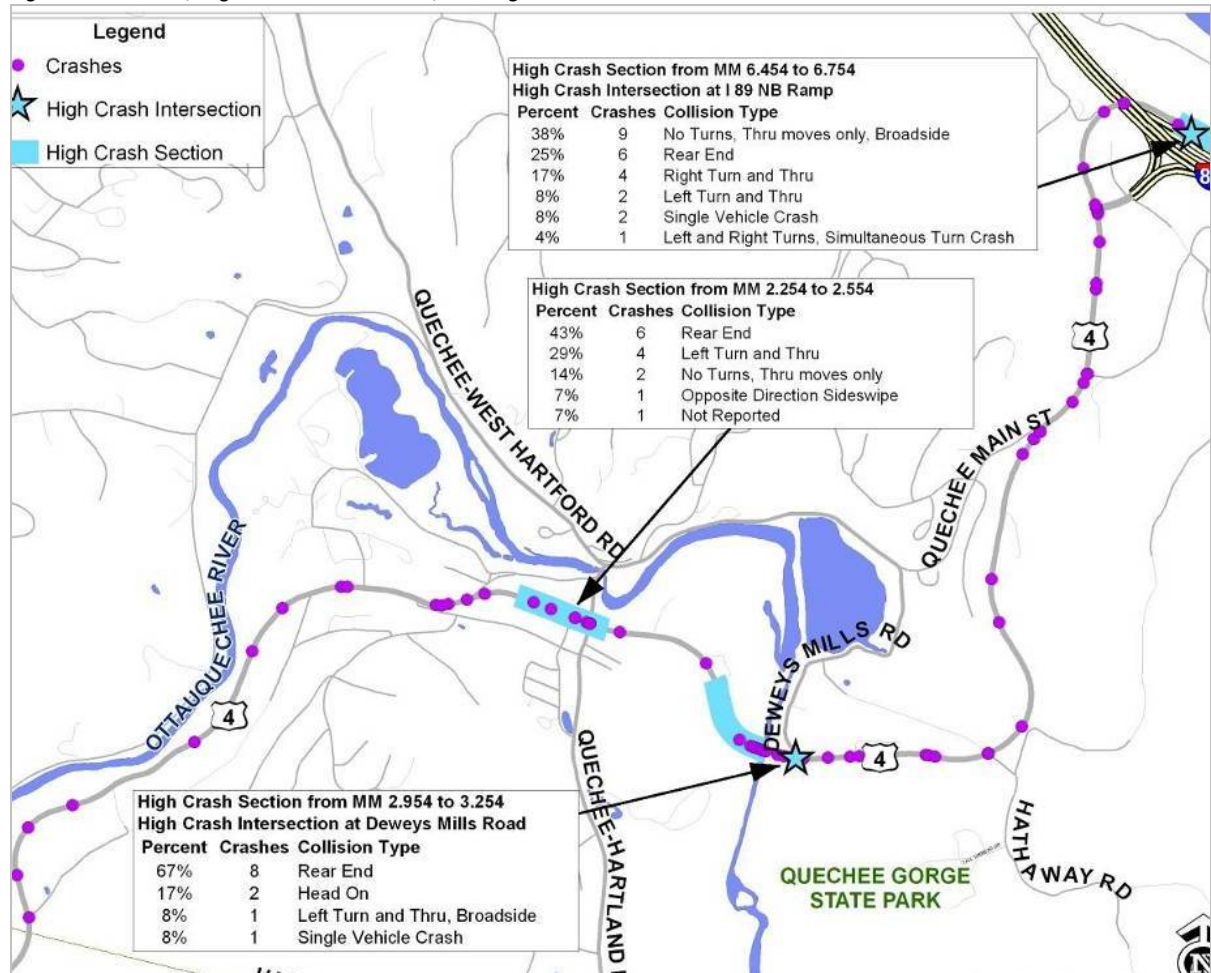 Legend
Crashes
High Crash Intersection
High Crash Section
High Crash Section from MM 6.454 to 6.754
High Crash Intersection at I 89 NB Ramp
Percent Crashes Collision Type
38% 9 No Turns, Thru moves only, Broadside
25% 6 Rear End
17% 4 Right Turn and Thru
8% 2 Left Turn and Thru
8% 2 Single Vehicle Crash
4% 1 Left and Right Turns, Simultaneous Turn Crash
8
High Crash Section from MM 2.254 to 2.554
Percent Crashes Collision Type
43% 6 Rear End
29% 4 Left Turn and Thru
14% 2 No Turns, Thru moves only
7% 1 Opposite Direction Sideswipe
7% 1 Not Reported
4
QUECHEE-WEST HARTFORD RD
QUECHEE MAIN ST
OTTAUQUECHEE RIVER
DEWEYS MILLS RD
4
4
QUECHEE-HARTLAND
HATHAWAY RD
QUECHEE GORGE
STATE PARK
High Crash Section from MM 2.954 to 3.254
High Crash Intersection at Deweys Mills Road
Percent Crashes Collision Type
67% 8 Rear End
17% 2 Head On
8% 1 Left Turn and Thru, Broadside
8% 1 Single Vehicle Crash
N